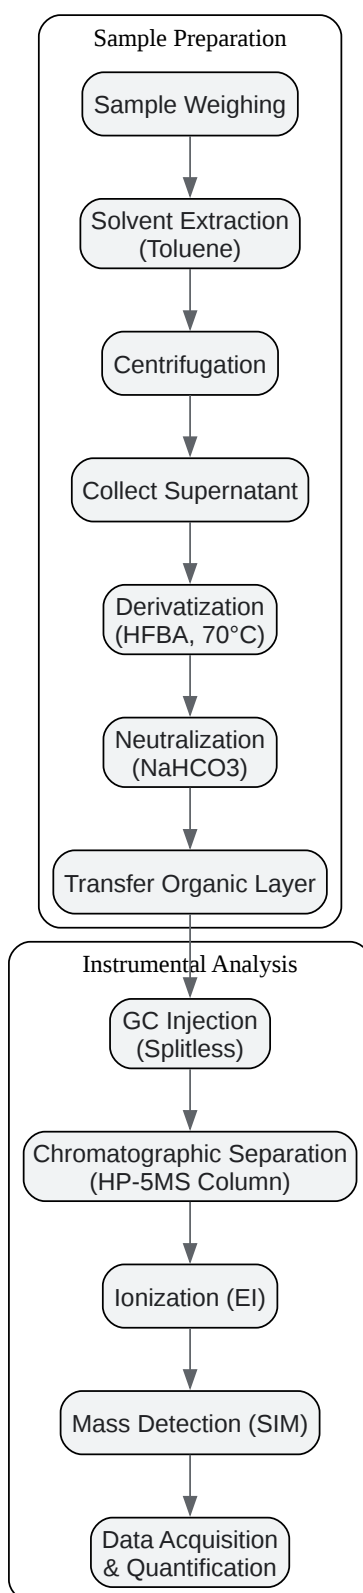 Sample Preparation
Sample Weighing
Solvent Extraction
(Toluene)
Centrifugation
Collect Supernatant
Derivatization
(HFBA, 70°C)
Neutralization
(NaHCO3)
Transfer Organic Layer
Instrumental Analysis
GC Injection
(Splitless)
Chromatographic Separation
(HP-5MS Column)
Ionization (EI)
Mass Detection (SIM)
Data Acquisition
& Quantification